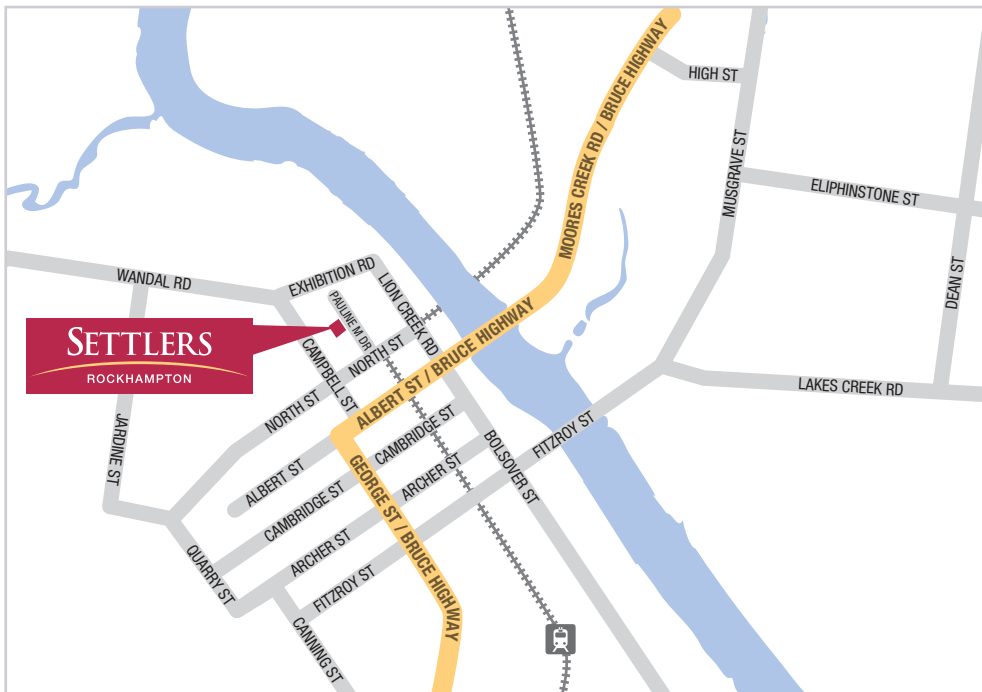 HIGH ST
MOORES CREEK RD / BRUCE HIGHWAY
MUSGRAVE ST
ELIPHINSTONE ST
DEAN ST
WANDAL RD
EXHIBITION RD
LION CREEK RD
PAULINE M DR
SETTLERS
ROCKHAMPTON
CAMPBELL ST
NORTH ST
NORTH ST
ALBERT ST / BRUCE HIGHWAY
LAKES CREEK RD
JARDINE ST
ALBERT ST
CAMBRIDGE ST
CAMBRIDGE ST
ARCHER ST
ARCHER ST
BOLSOVER ST
FITZROY ST
FITZROY ST
GEORGE ST / BRUCE HIGHWAY
QUARRY ST
CANNING ST